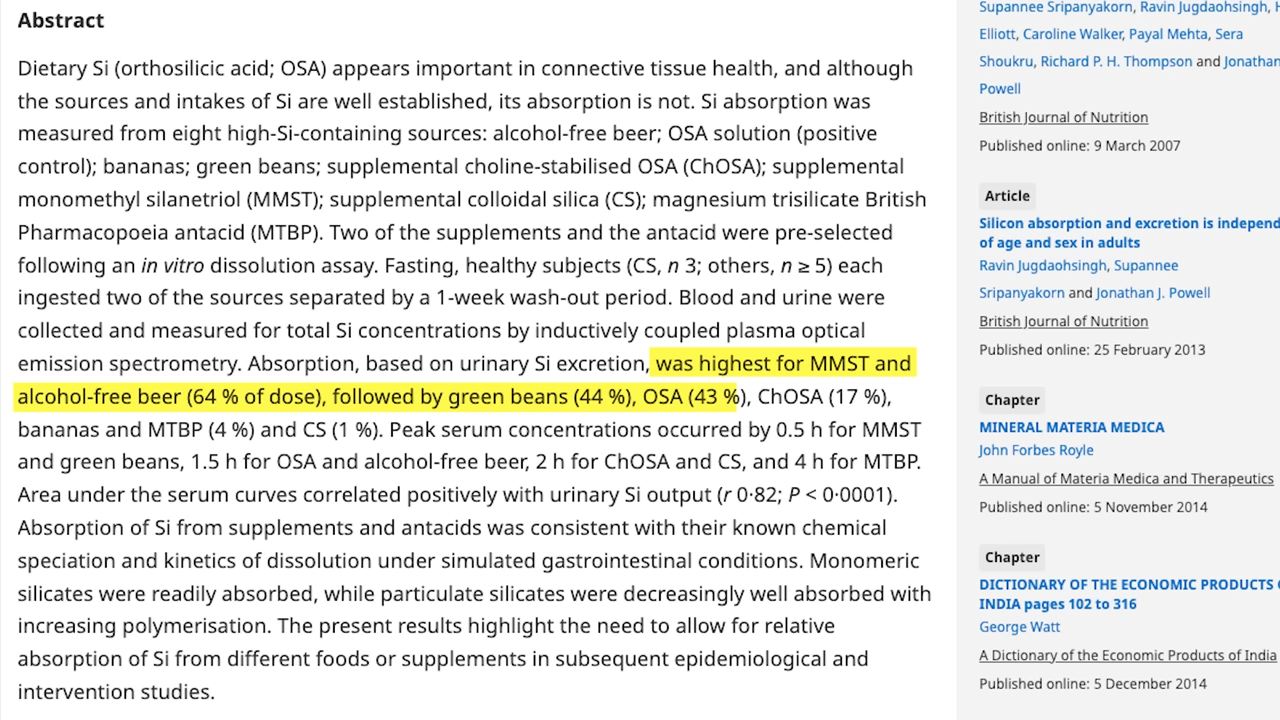 Abstract
Dietary Si (orthosilicic acid; OSA) appears important in connective tissue health, and although
the sources and intakes of Si are well established, its absorption is not. Si absorption was
measured from eight high-Si-containing sources: alcohol-free beer; OSA solution (positive
control); bananas; green beans; supplemental choline-stabilised OSA (ChOSA); supplemental
monomethyl silanetriol (MMST); supplemental colloidal silica (CS); magnesium trisilicate British
Pharmacopoeia antacid (MTBP). Two of the supplements and the antacid were pre-selected
following an in vitro dissolution assay. Fasting, healthy subjects (CS, n 3; others, n ≥ 5) each
ingested two of the sources separated by a 1-week wash-out period. Blood and urine were
collected and measured for total Si concentrations by inductively coupled plasma optical
emission spectrometry. Absorption, based on urinary Si excretion, was highest for MMST and
alcohol-free beer (64 % of dose), followed by green beans (44 %), OSA (43 %), ChOSA (17 %),
bananas and MTBP (4 %) and CS (1 %). Peak serum concentrations occurred by 0.5 h for MMST
and green beans, 1.5 h for OSA and alcohol-free beer, 2 h for ChOSA and CS, and 4 h for MTBP.
Area under the serum curves correlated positively with urinary Si output (r 0·82; P < 0·0001).
Absorption of Si from supplements and antacids was consistent with their known chemical
speciation and kinetics of dissolution under simulated gastrointestinal conditions. Monomeric
silicates were readily absorbed, while particulate silicates were decreasingly well absorbed with
increasing polymerisation. The present results highlight the need to allow for relative
absorption of Si from different foods or supplements in subsequent epidemiological and
intervention studies.
Supannee Sripanyakorn, Ravin Jugdaohsingh,
Elliott, Caroline Walker, Payal Mehta, Sera
Shoukru, Richard P. H. Thompson and Jonathan
Powell
British Journal of Nutrition
Published online: 9 March 2007
Article
Silicon absorption and excretion is independ
of age and sex in adults
Ravin Jugdaohsingh, Supannee
Sripanyakorn and Jonathan J. Powell
British Journal of Nutrition
Published online: 25 February 2013
Chapter
MINERAL MATERIA MEDICA
John Forbes Royle
A Manual of Materia Medica and Therapeutics
Published online: 5 November 2014
Chapter
DICTIONARY OF THE ECONOMIC PRODUCTS
INDIA pages 102 to 316
George Watt
A Dictionary of the Economic Products of India
Published online: 5 December 2014